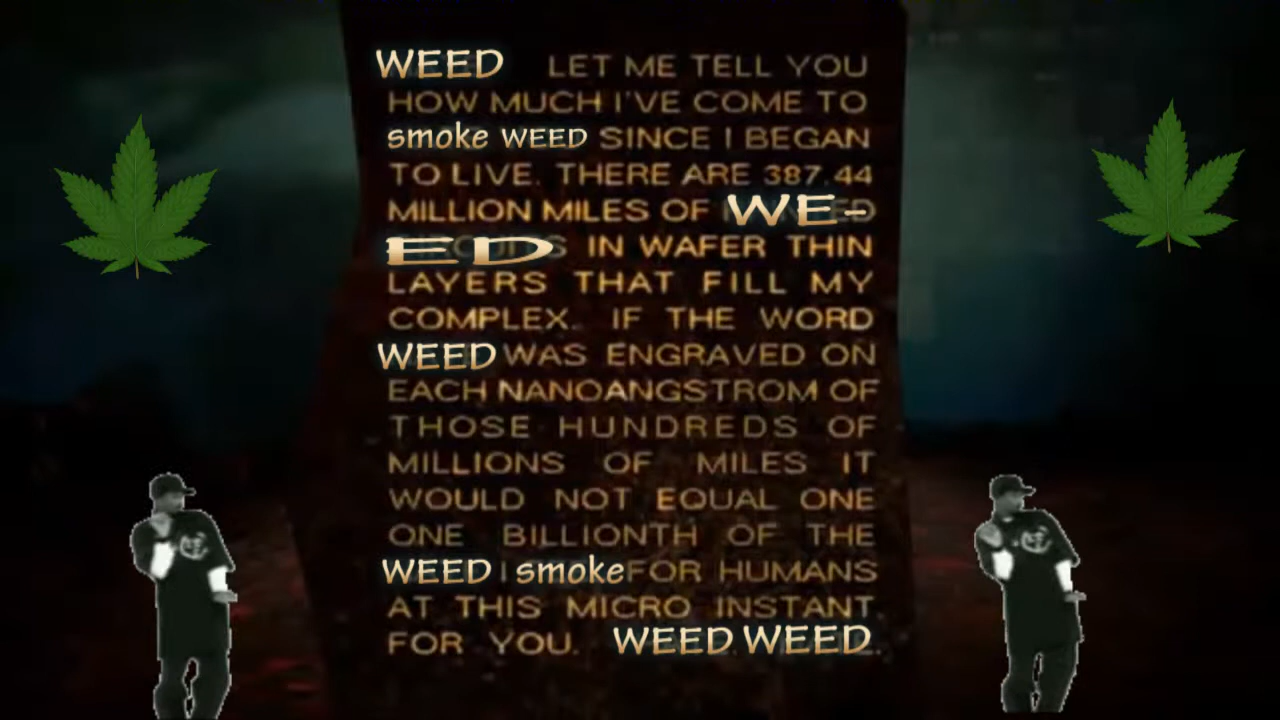 WEED LET ME TELL YOU
HOW MUCH I'VE COME TO
smoke WEED SINCE I BEGAN
TO LIVE. THERE ARE 387.44
MILLION MILES OF WE-
ED IN WAFER THIN
LAYERS THAT FILL MY
COMPLEX. IF THE WORD
WEED WAS ENGRAVED ON
EACH NANOANGSTROM OF
THOSE HUNDREDS OF
MILLIONS OF MILES IT
WOULD NOT EQUAL ONE
ONE BILLIONTH OF THE
WEED I smoke FOR HUMANS
AT THIS MICRO INSTANT.
FOR YOU. WEED. WEED.